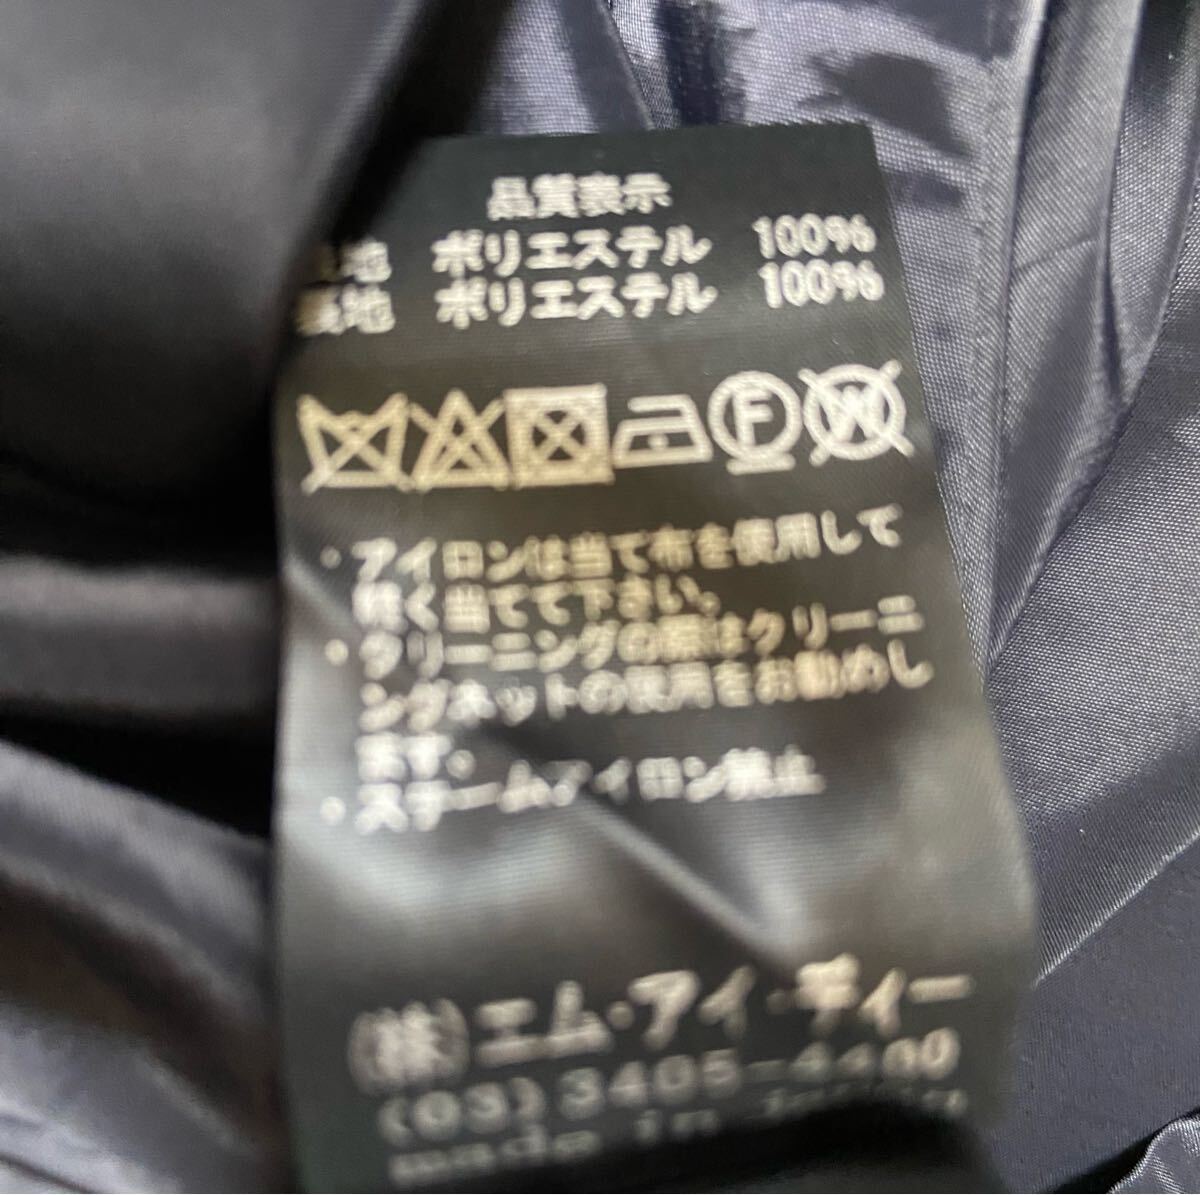 品質表示
地 ポリエステル 100%
地 ポリエステル 100%
F W
・アイロンは当て布を使用して
軽く当てて下さい。
・クリーニングの際はクリーニ
ングネットの使用をお勧めし
ます。
・スチームアイロン禁止
(株)エム・アイ・ディー
(03)3405-
made in